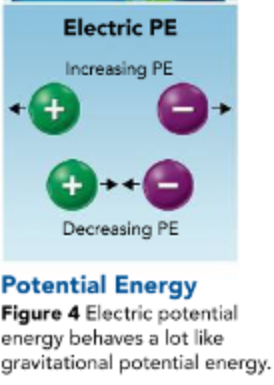 Electric PE
Increasing PE
+ −
+ −
Decreasing PE
Potential Energy
Figure 4 Electric potential
energy behaves a lot like
gravitational potential energy.